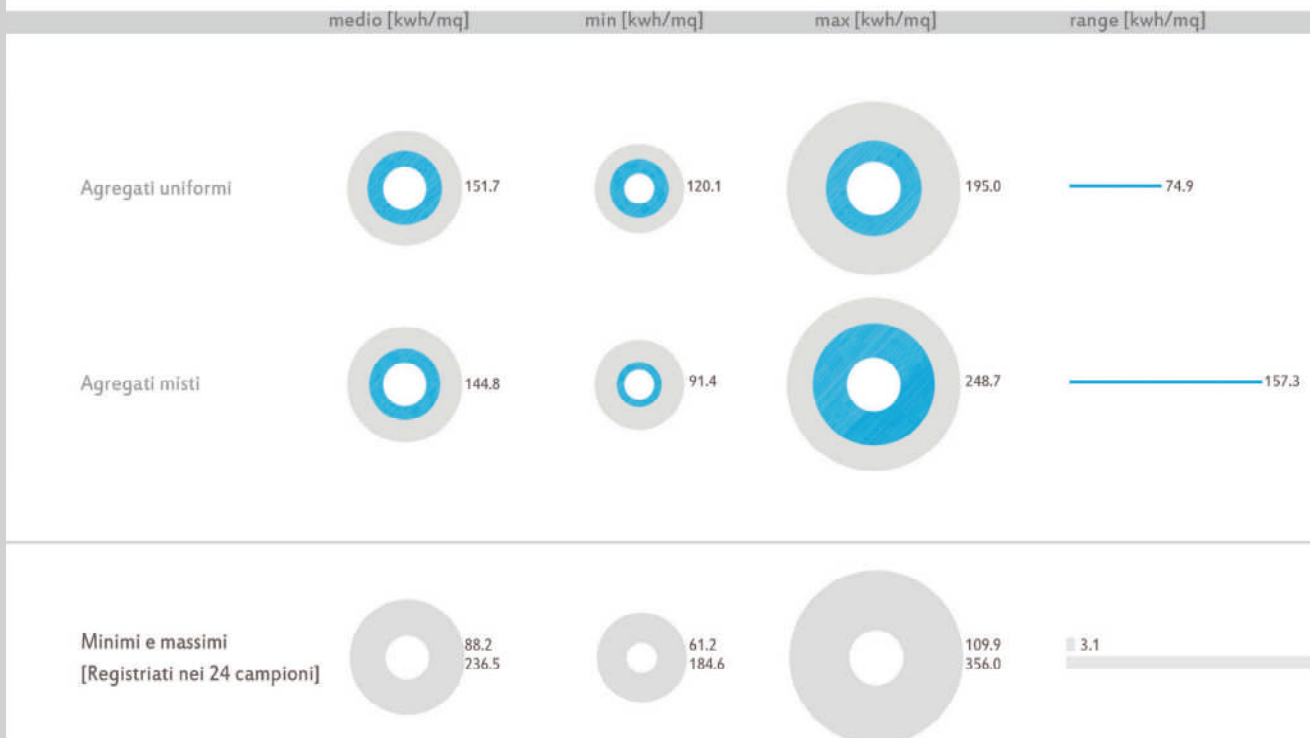 medio [kwh/mq] min [kwh/mq] max [kwh/mq] range [kwh/mq]
Agregati uniformi 151.7 120.1 195.0 74.9
Agregati misti 144.8 91.4 248.7 157.3
Minimi e massimi 88.2 61.2 109.9 3.1
[Registriati nei 24 campioni] 236.5 184.6 356.0